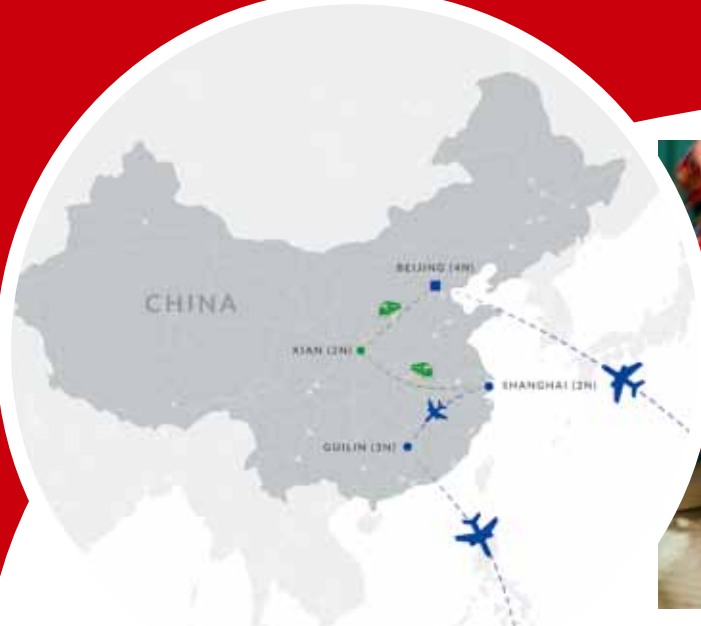 BEIJING (4N)
CHINA
XIAN (2N)
SHANGHAI (2N)
GUILIN (3N)